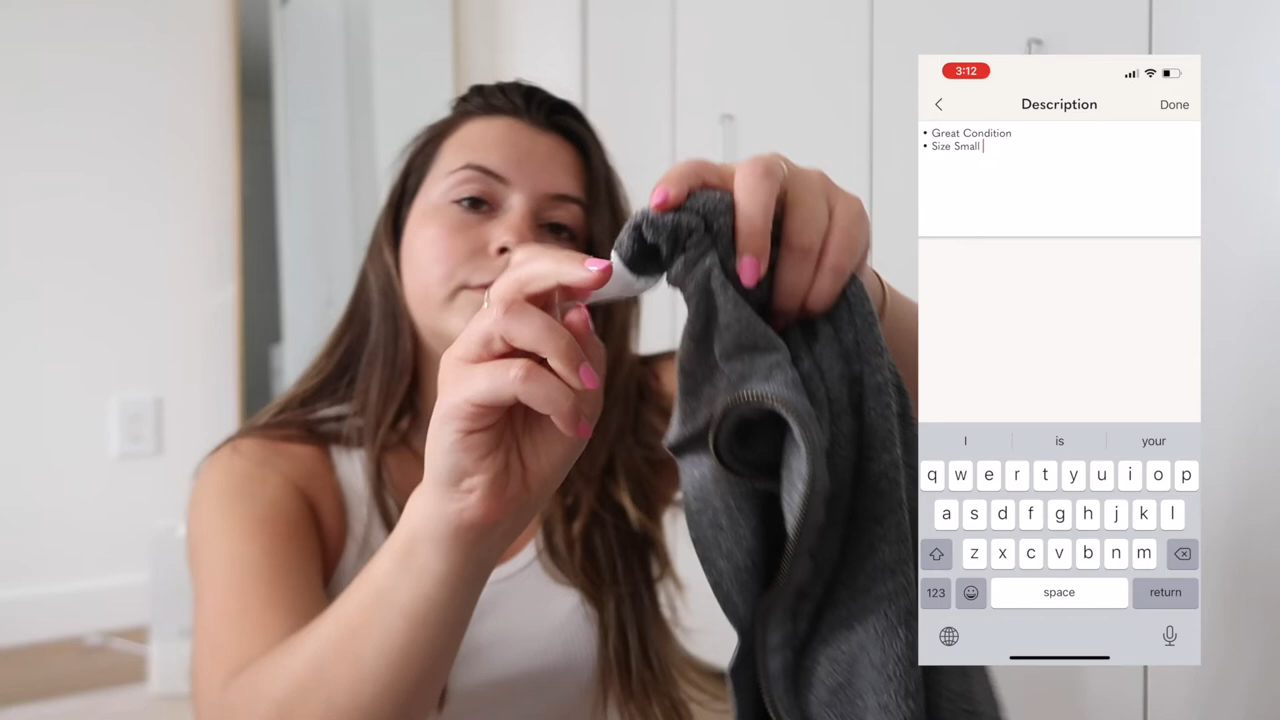 3:12
Description
Done
• Great Condition
• Size Small
I is your
q w e r t y u i o p
a s d f g h j k l
z x c v b n m
123 space return